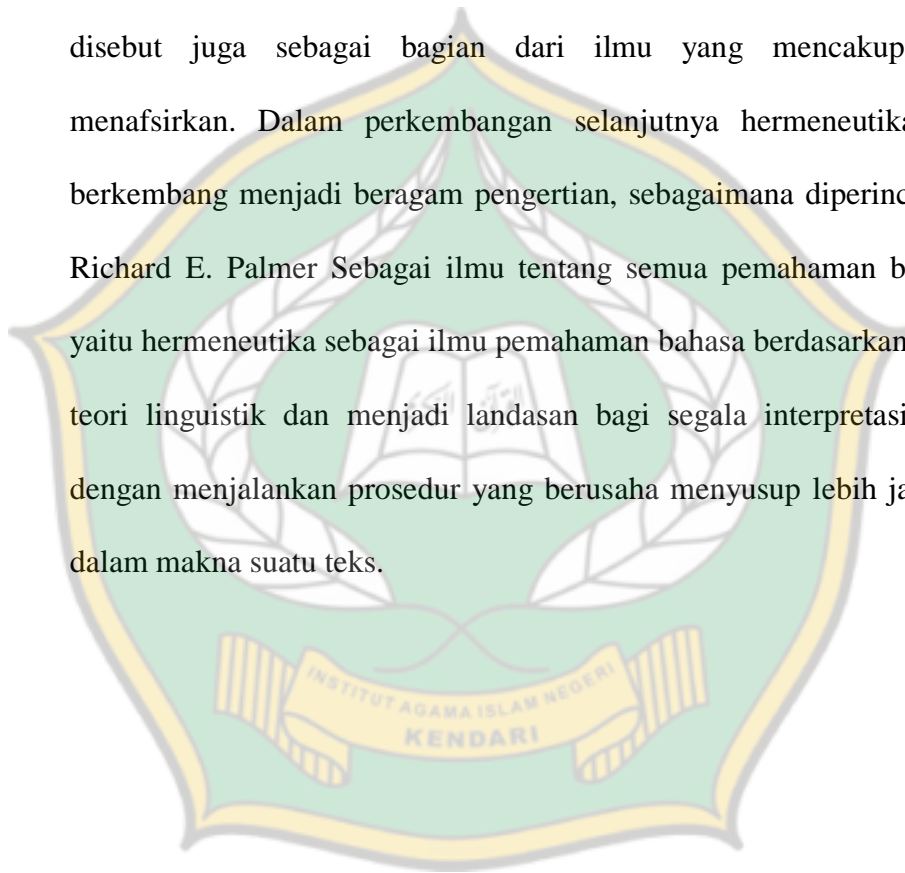 disebut juga sebagai bagian dari ilmu yang mencakup
menafsirkan. Dalam perkembangan selanjutnya hermeneutika
berkembang menjadi beragam pengertian, sebagaimana diperinc
Richard E. Palmer Sebagai ilmu tentang semua pemahaman b
yaitu hermeneutika sebagai ilmu pemahaman bahasa berdasarkan
teori linguistik dan menjadi landasan bagi segala interpretasi
dengan menjalankan prosedur yang berusaha menyusup lebih ja
dalam makna suatu teks.
INSTITUT AGAMA ISLAM NEGERI
KENDARI